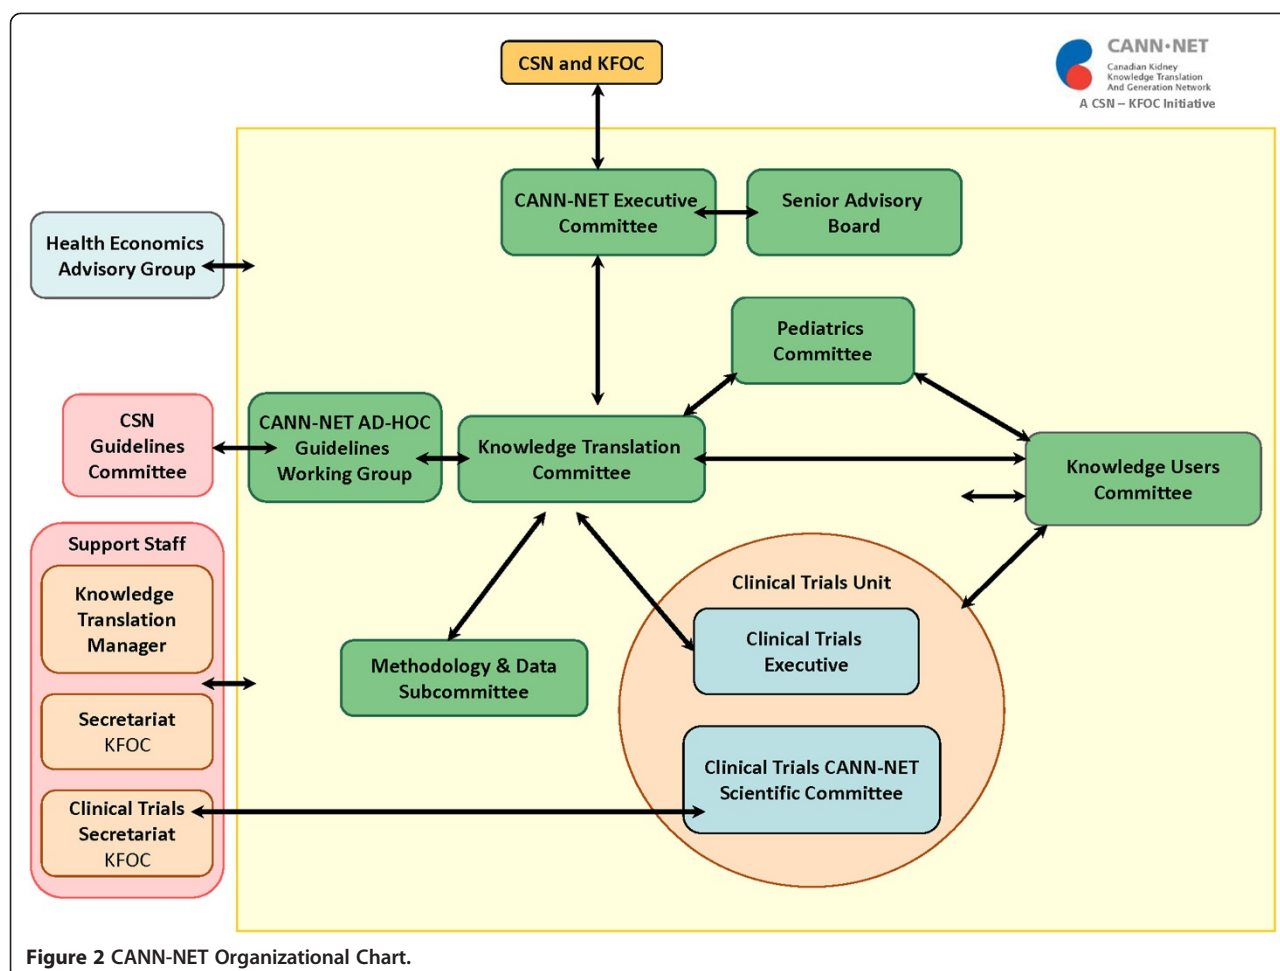 CSN and KFOC
CANN•NET
Canadian Kidney
Knowledge Translation
And Generation Network
A CSN – KFOC Initiative
CANN-NET Executive
Committee
Senior Advisory
Board
Health Economics
Advisory Group
Pediatrics
Committee
CSN
Guidelines
Committee
CANN-NET AD-HOC
Guidelines
Working Group
Knowledge Translation
Committee
Knowledge Users
Committee
Support Staff
Knowledge
Translation
Manager
Secretariat
KFOC
Clinical Trials
Secretariat
KFOC
Methodology & Data
Subcommittee
Clinical Trials Unit
Clinical Trials
Executive
Clinical Trials CANN-NET
Scientific Committee
Figure 2 CANN-NET Organizational Chart.